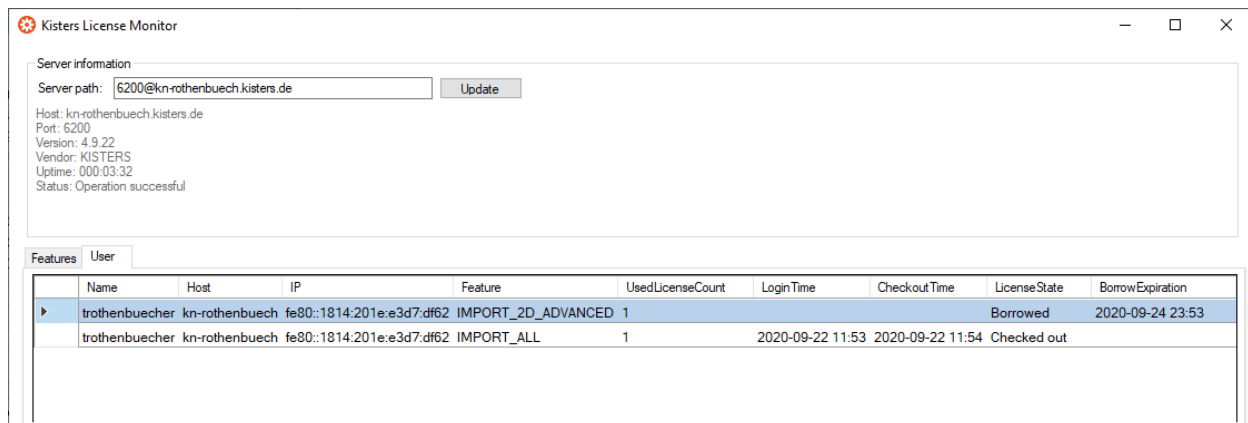 Kisters License Monitor
Server information
Server path: 6200@kn-rothenbuech.kisters.de Update
Host: kn-rothenbuech.kisters.de
Port: 6200
Version: 4.9.22
Vendor: KISTERS
Uptime: 000:03:32
Status: Operation successful
Features User
Name Host IP Feature UsedLicenseCount LoginTime CheckoutTime LicenseState BorrowExpiration
trothenbuecher kn-rothenbuech fe80::1814:201e:e3d7:df62 IMPORT_2D_ADVANCED 1 Borrowed 2020-09-24 23:53
trothenbuecher kn-rothenbuech fe80::1814:201e:e3d7:df62 IMPORT_ALL 1 2020-09-22 11:53 2020-09-22 11:54 Checked out